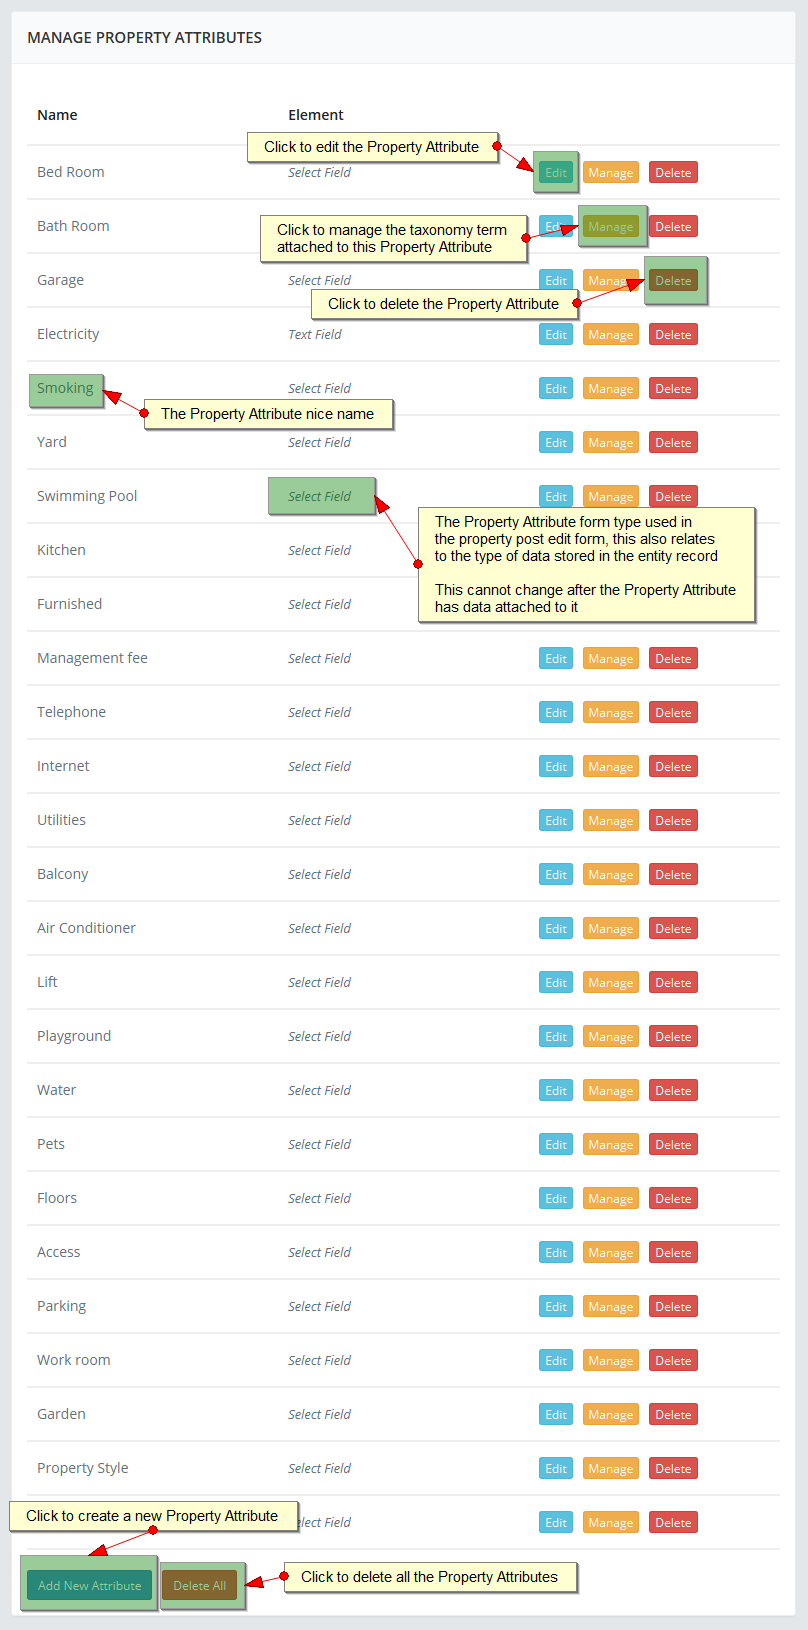 MANAGE PROPERTY ATTRIBUTES
Name Element
Click to edit the Property Attribute
Bed Room Select Field Edit Manage Delete
Click to manage the taxonomy term
attached to this Property Attribute
Bath Room Edit Manage Delete
Garage Select Field Edit Manage Delete
Click to delete the Property Attribute
Electricity Text Field Edit Manage Delete
Smoking Select Field Edit Manage Delete
The Property Attribute nice name
Yard Select Field Edit Manage Delete
Swimming Pool Select Field Edit Manage Delete
The Property Attribute form type used in
the property post edit form, this also relates
to the type of data stored in the entity record
This cannot change after the Property Attribute
has data attached to it
Kitchen Select Field
Furnished Select Field
Management fee Select Field Edit Manage Delete
Telephone Select Field Edit Manage Delete
Internet Select Field Edit Manage Delete
Utilities Select Field Edit Manage Delete
Balcony Select Field Edit Manage Delete
Air Conditioner Select Field Edit Manage Delete
Lift Select Field Edit Manage Delete
Playground Select Field Edit Manage Delete
Water Select Field Edit Manage Delete
Pets Select Field Edit Manage Delete
Floors Select Field Edit Manage Delete
Access Select Field Edit Manage Delete
Parking Select Field Edit Manage Delete
Work room Select Field Edit Manage Delete
Garden Select Field Edit Manage Delete
Property Style Select Field Edit Manage Delete
Click to create a new Property Attribute
Field Edit Manage Delete
Add New Attribute Delete All
Click to delete all the Property Attributes